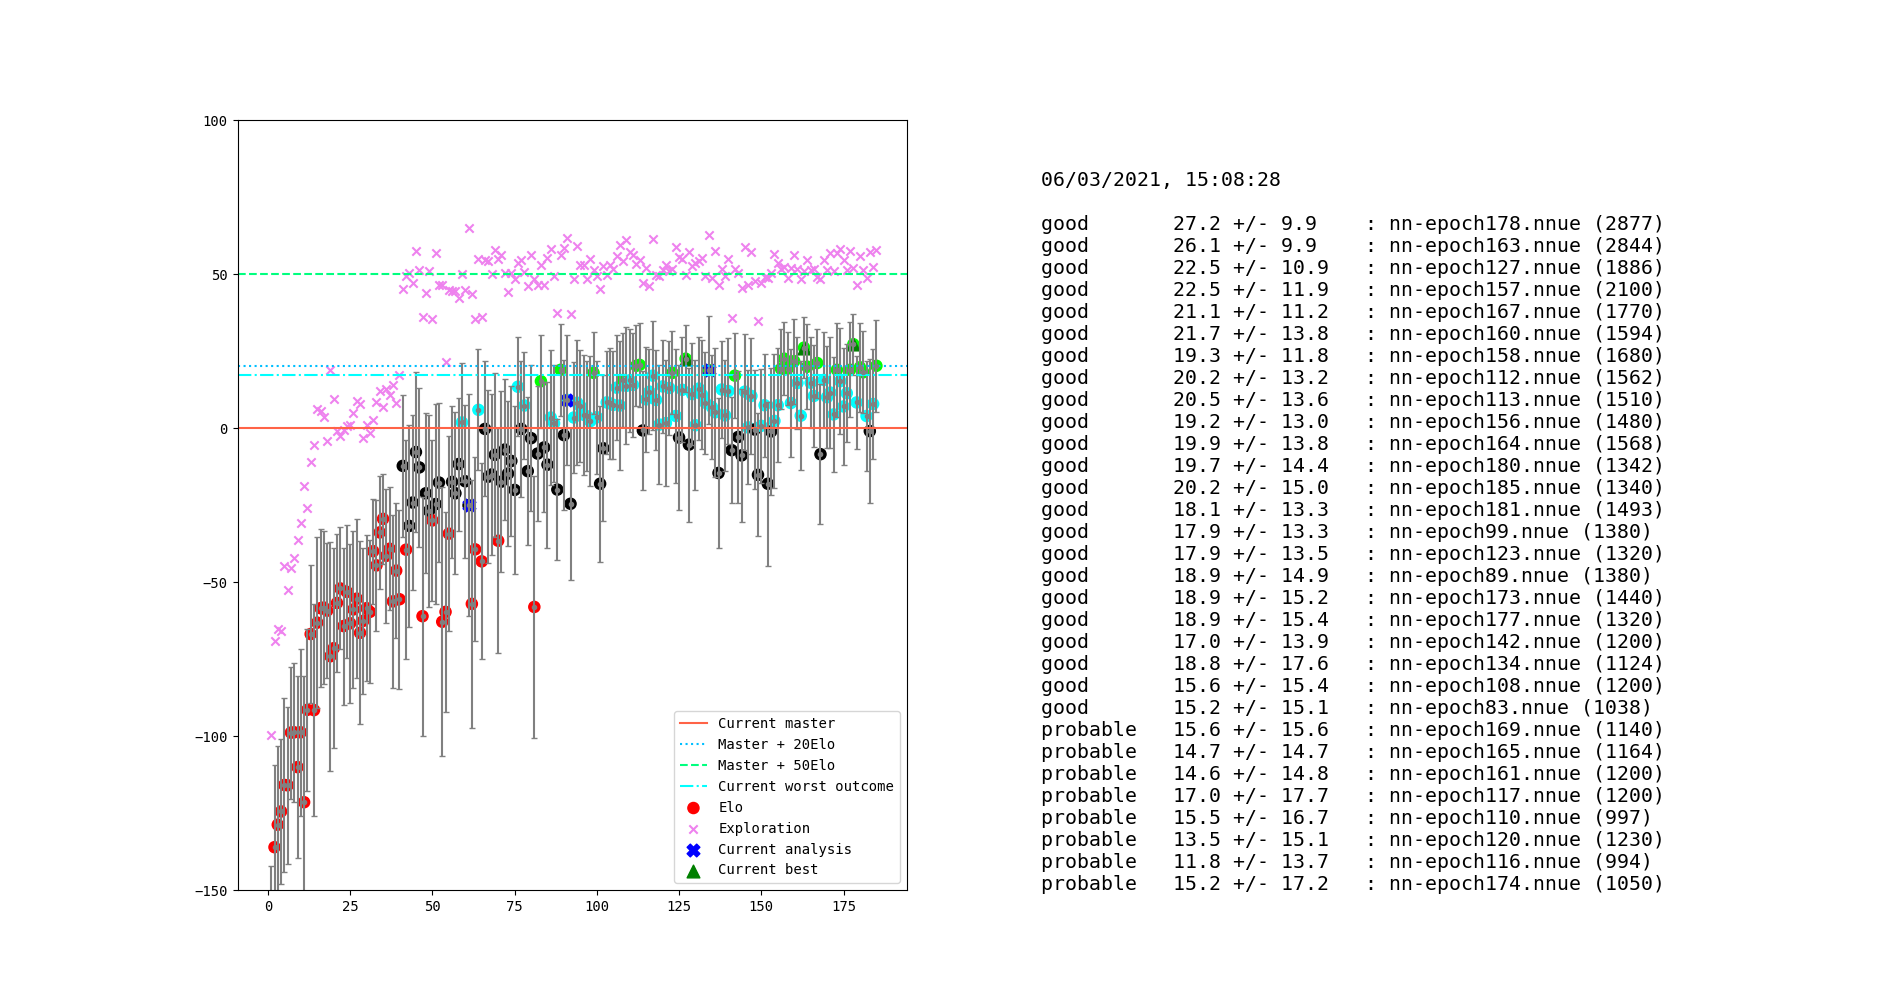 100
50
0
−50
−100
−150
0 25 50 75 100 125 150 175
Current master
Master + 20Elo
Master + 50Elo
Current worst outcome
Elo
Exploration
Current analysis
Current best
06/03/2021, 15:08:28
good 27.2 +/- 9.9 : nn-epoch178.nnue (2877)
good 26.1 +/- 9.9 : nn-epoch163.nnue (2844)
good 22.5 +/- 10.9 : nn-epoch127.nnue (1886)
good 22.5 +/- 11.9 : nn-epoch157.nnue (2100)
good 21.1 +/- 11.2 : nn-epoch167.nnue (1770)
good 21.7 +/- 13.8 : nn-epoch160.nnue (1594)
good 19.3 +/- 11.8 : nn-epoch158.nnue (1680)
good 20.2 +/- 13.2 : nn-epoch112.nnue (1562)
good 20.5 +/- 13.6 : nn-epoch113.nnue (1510)
good 19.2 +/- 13.0 : nn-epoch156.nnue (1480)
good 19.9 +/- 13.8 : nn-epoch164.nnue (1568)
good 19.7 +/- 14.4 : nn-epoch180.nnue (1342)
good 20.2 +/- 15.0 : nn-epoch185.nnue (1340)
good 18.1 +/- 13.3 : nn-epoch181.nnue (1493)
good 17.9 +/- 13.3 : nn-epoch99.nnue (1380)
good 17.9 +/- 13.5 : nn-epoch123.nnue (1320)
good 18.9 +/- 14.9 : nn-epoch89.nnue (1380)
good 18.9 +/- 15.2 : nn-epoch173.nnue (1440)
good 18.9 +/- 15.4 : nn-epoch177.nnue (1320)
good 17.0 +/- 13.9 : nn-epoch142.nnue (1200)
good 18.8 +/- 17.6 : nn-epoch134.nnue (1124)
good 15.6 +/- 15.4 : nn-epoch108.nnue (1200)
good 15.2 +/- 15.1 : nn-epoch83.nnue (1038)
probable 15.6 +/- 15.6 : nn-epoch169.nnue (1140)
probable 14.7 +/- 14.7 : nn-epoch165.nnue (1164)
probable 14.6 +/- 14.8 : nn-epoch161.nnue (1200)
probable 17.0 +/- 17.7 : nn-epoch117.nnue (1200)
probable 15.5 +/- 16.7 : nn-epoch110.nnue (997)
probable 13.5 +/- 15.1 : nn-epoch120.nnue (1230)
probable 11.8 +/- 13.7 : nn-epoch116.nnue (994)
probable 15.2 +/- 17.2 : nn-epoch174.nnue (1050)